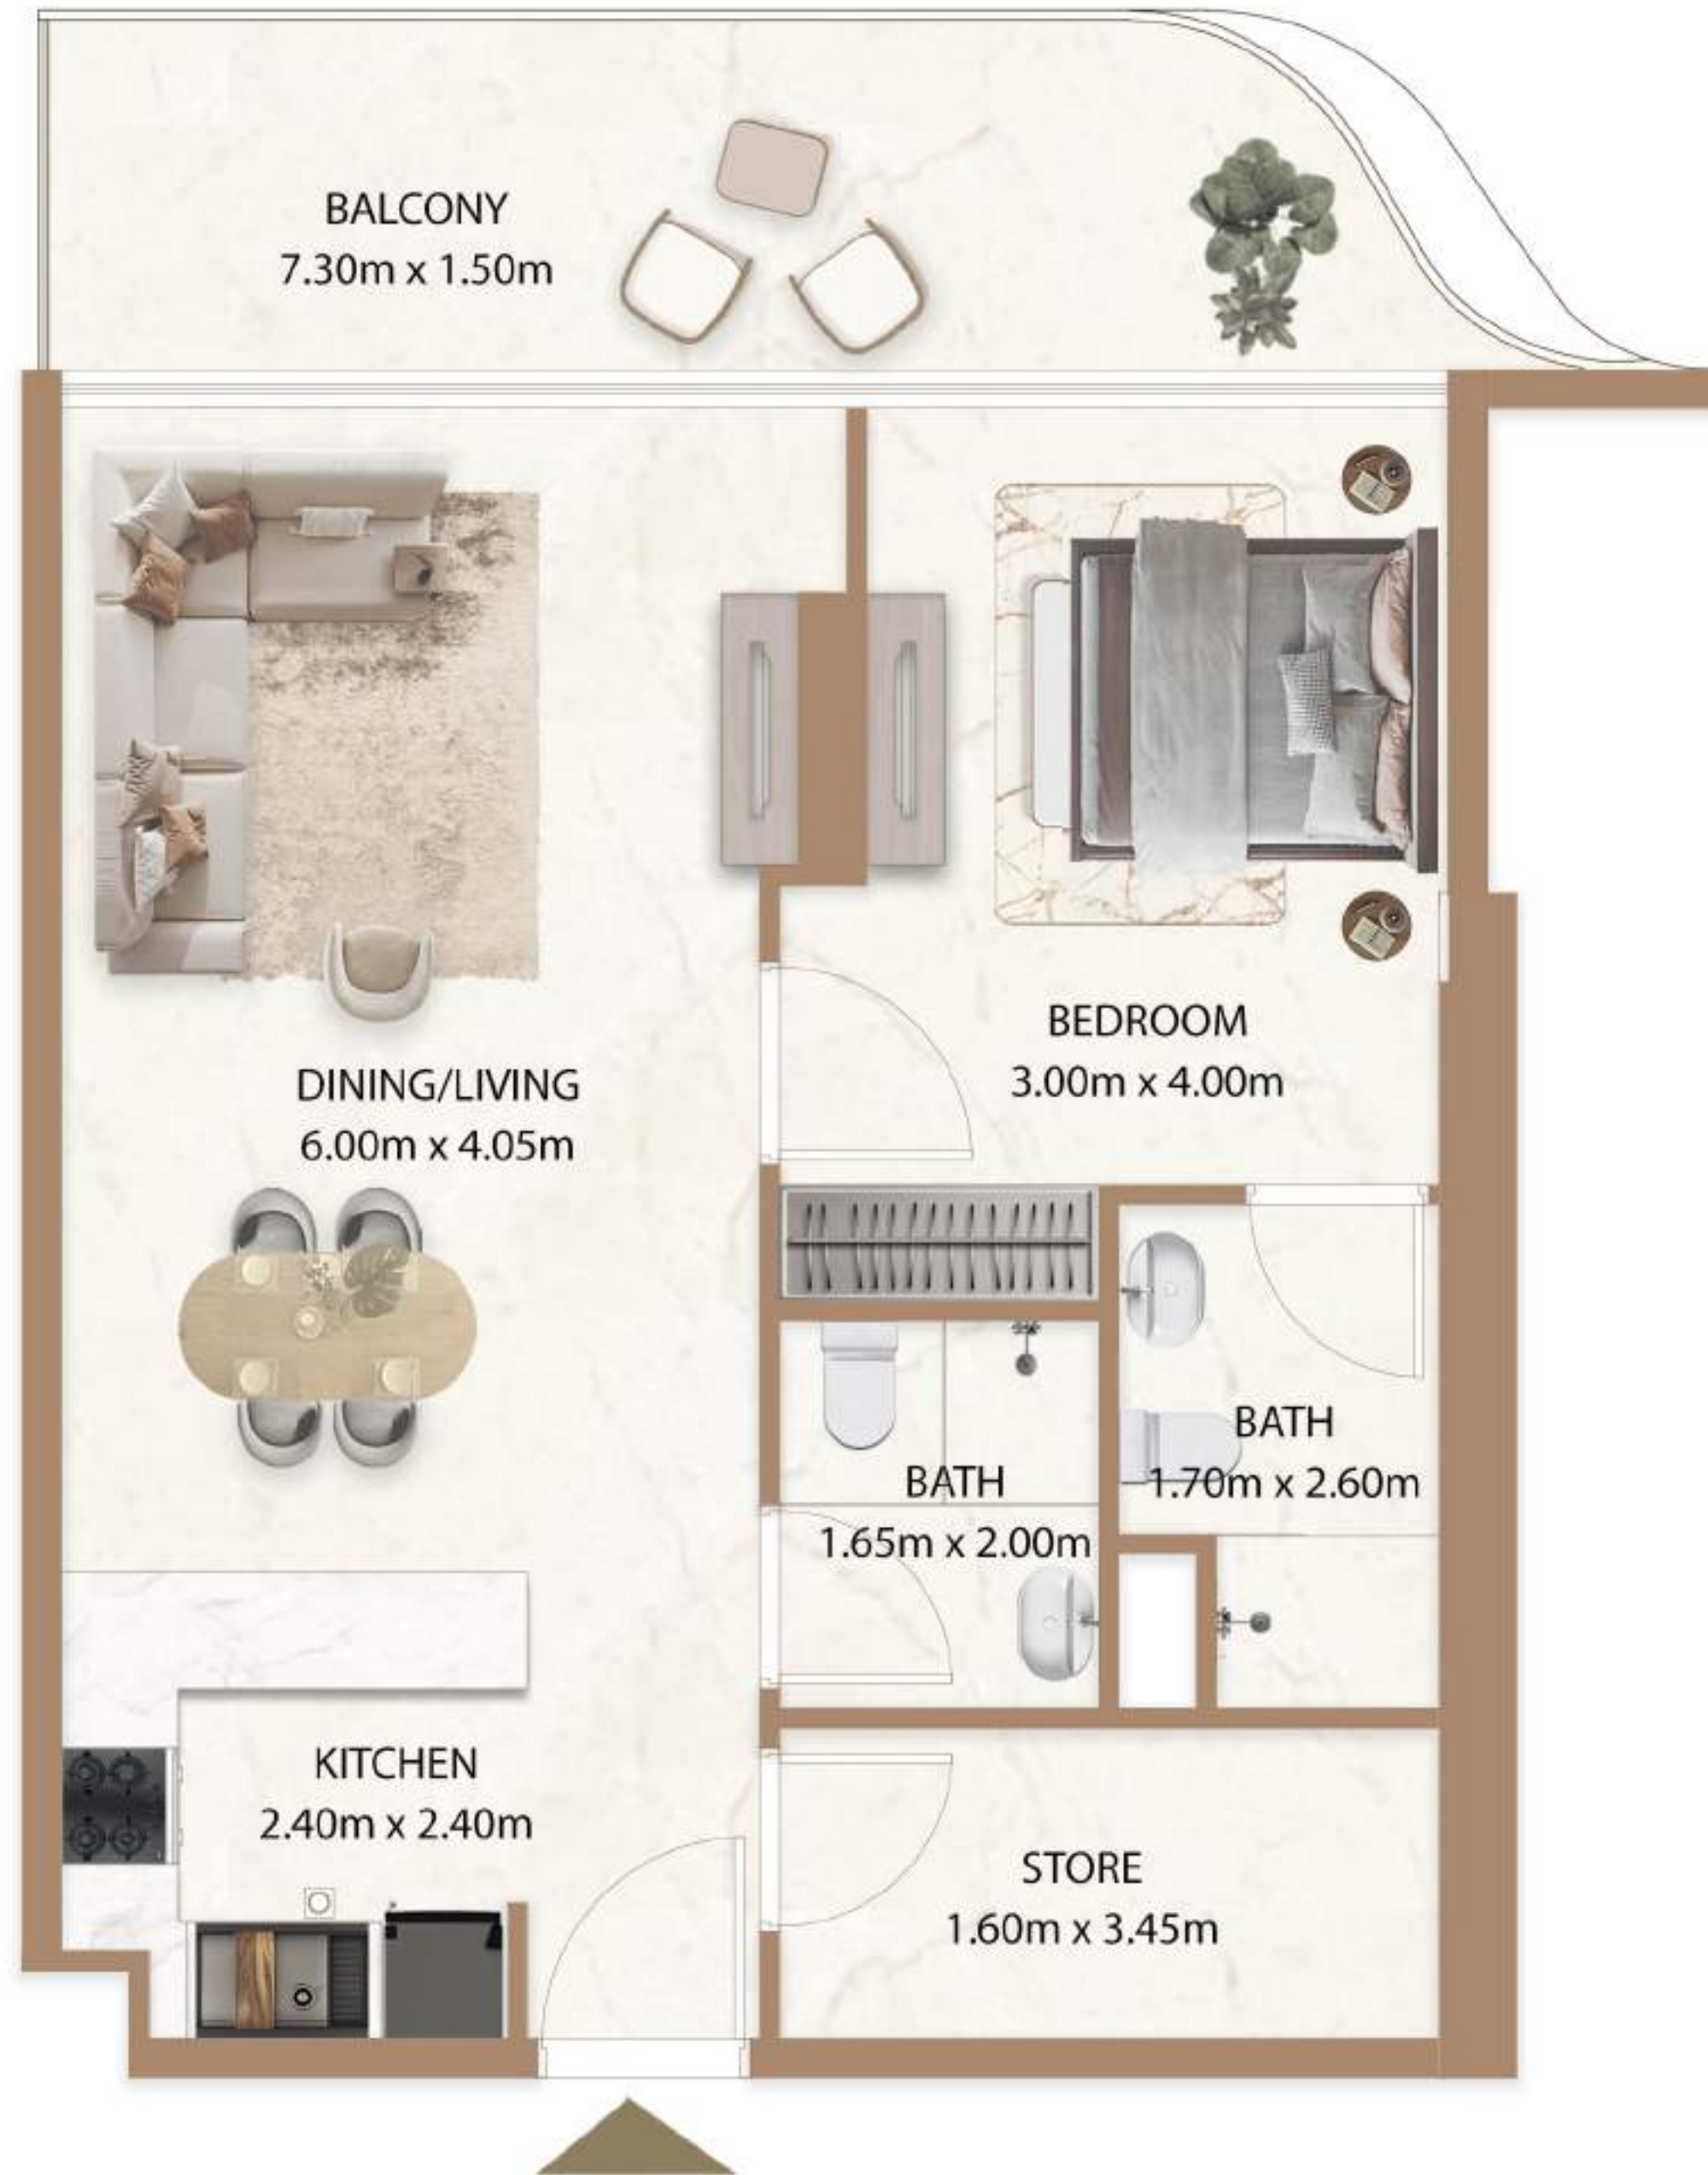 BALCONY
7.30m x 1.50m
DINING/LIVING
6.00m x 4.05m
BEDROOM
3.00m x 4.00m
BATH
1.65m x 2.00m
BATH
1.70m x 2.60m
KITCHEN
2.40m x 2.40m
STORE
1.60m x 3.45m